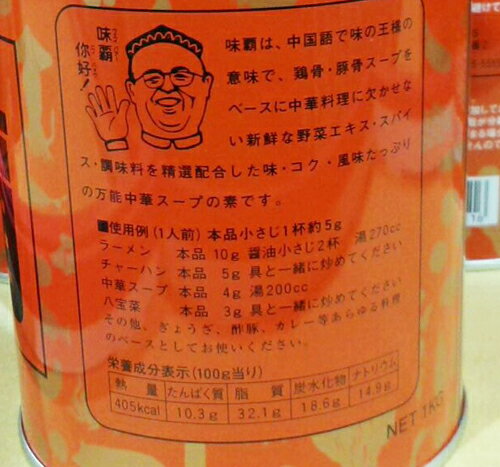 味覇
ウェイパァー
你好!
ニーハオ
味覇は、中国語で味の王様の
意味で、鶏骨・豚骨スープを
ベースに中華料理に欠かせな
い新鮮な野菜エキス・スパイ
ス・調味料を精選配合した味・コク・風味たっぷり
の万能中華スープの素です。
■使用例(1人前) 本品小さじ1杯約5g
ラーメン 本品 10g 醤油小さじ2杯 湯270cc
チャーハン 本品 5g 具と一緒に炒めてください
中華スープ 本品 4g 湯200cc
八宝菜 本品 3g 具と一緒に炒めてください
その他、ぎょうざ、酢豚、カレー等あらゆる料理
のベースとしてお使いください。
栄養成分表示(100g当り)
熱量 たんぱく質 脂質 炭水化物 ナトリウム
405kcal 10.3g 32.1g 18.6g 14.9g
NET 1KG